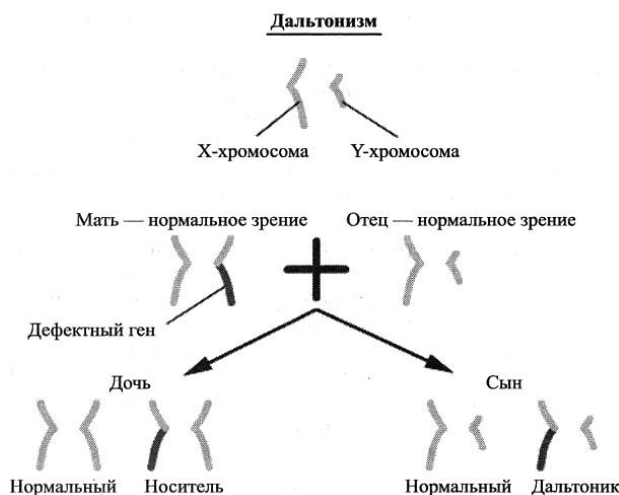 Дальтонизм
X-хромосома Y-хромосома
Мать — нормальное зрение Отец — нормальное зрение
Дефектный ген
Дочь Сын
Нормальный Носитель Нормальный Дальтоник